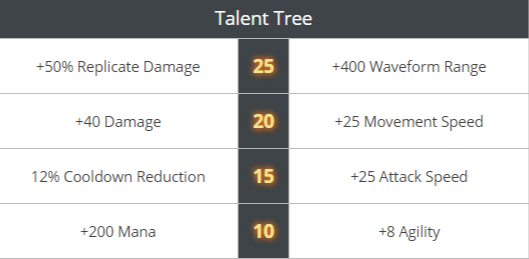 Talent Tree
+50% Replicate Damage 25 +400 Waveform Range
+40 Damage 20 +25 Movement Speed
12% Cooldown Reduction 15 +25 Attack Speed
+200 Mana 10 +8 Agility